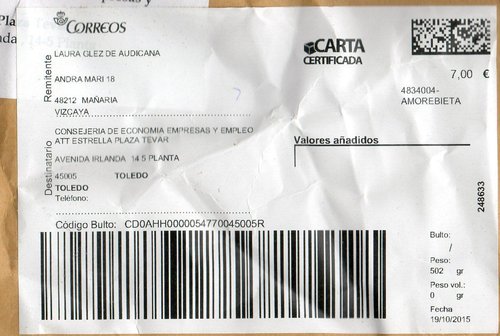 Correos
CARTA
CERTIFICADA
Remitente
LAURA GLEZ DE AUDICANA
ANDRA MARI 18
48212 MAÑARIA
VIZCAYA
7,00 €
4834004-
AMOREBIETA
Destinatario
CONSEJERIA DE ECONOMIA EMPRESAS Y EMPLEO
ATT ESTRELLA PLAZA TEVAR
AVENIDA IRLANDA 14 5 PLANTA
45005 TOLEDO
TOLEDO
Teléfono:
Valores añadidos
248633
Código Bulto: CD0AHH0000054770045005R
Bulto:
/
Peso:
502 gr
Peso vol.:
0 gr
Fecha
19/10/2015